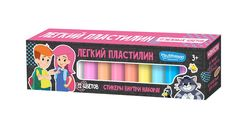 ЛЕГКИЙ ПЛАСТИЛИН
3+
12 ЦВЕТОВ
СТИКЕРЫ ВНУТРИ НАБОРА!